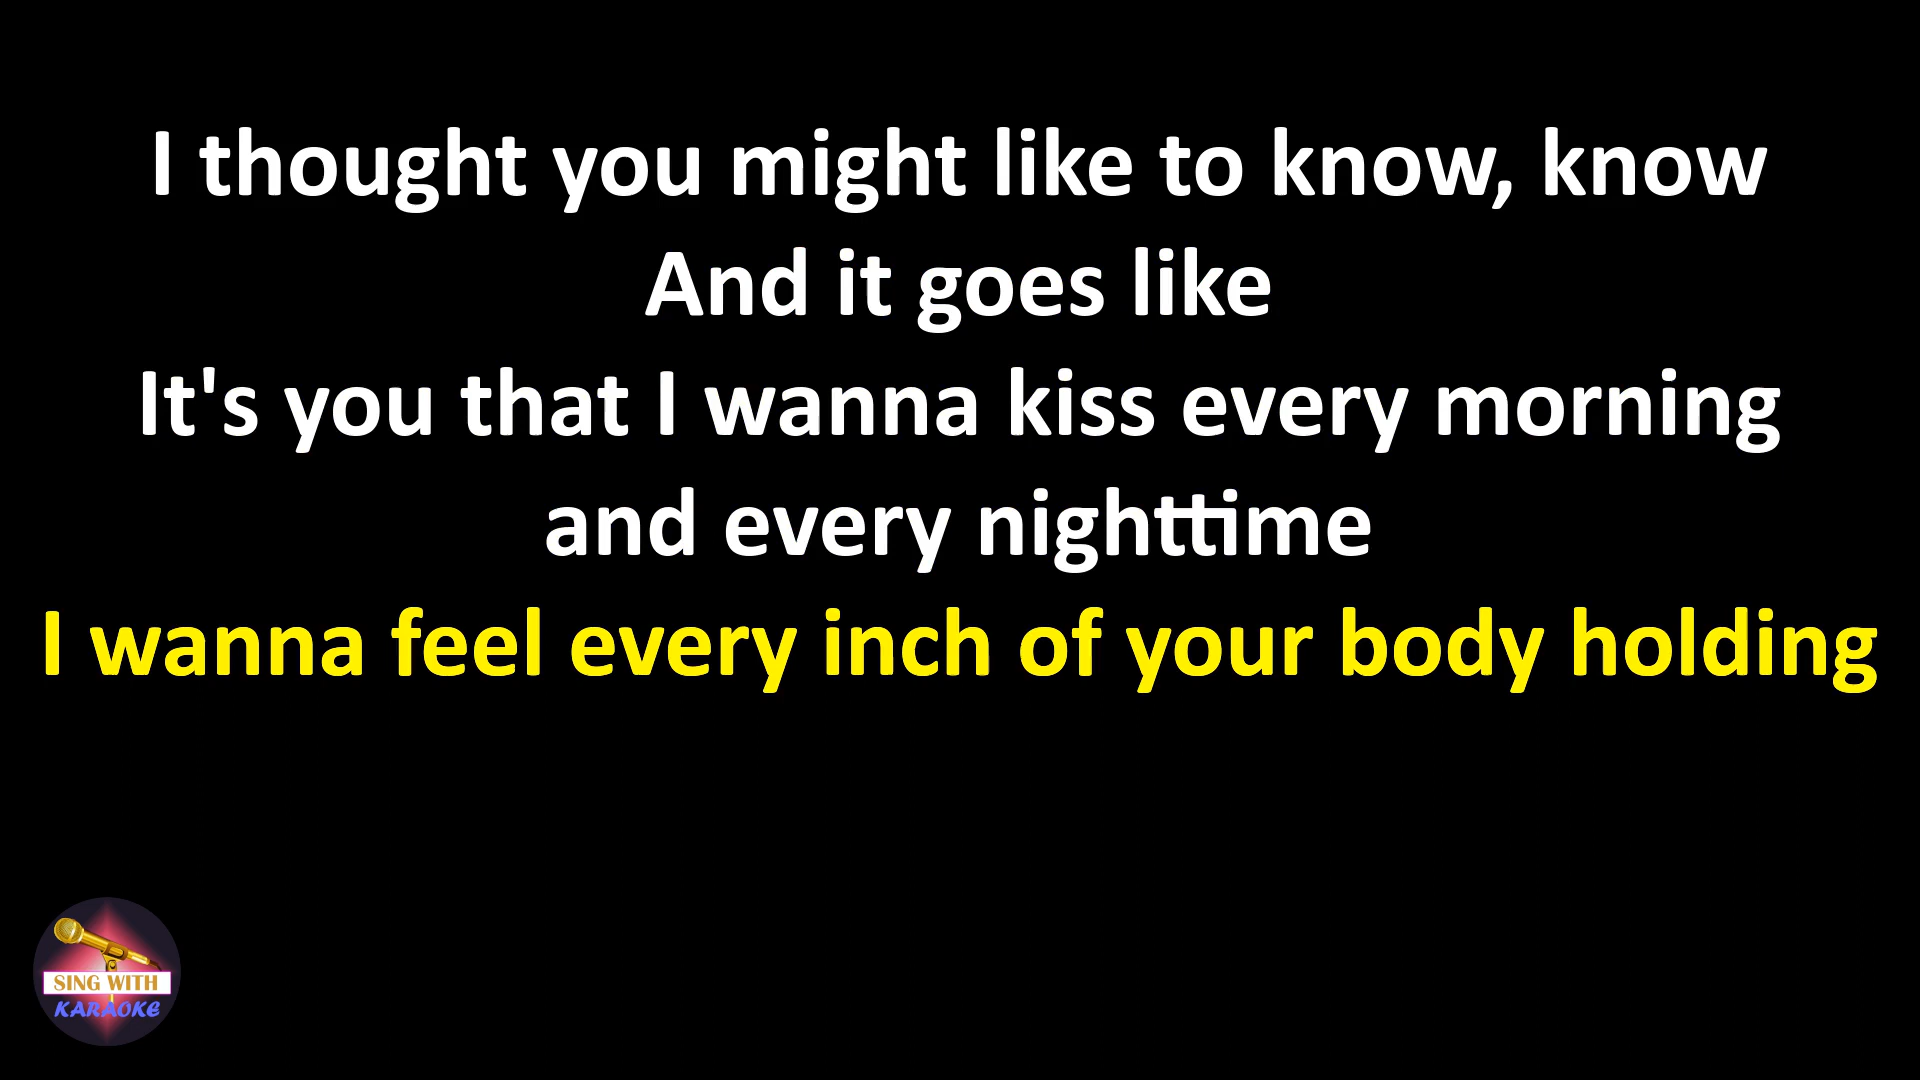 I thought you might like to know, know
And it goes like
It's you that I wanna kiss every morning
and every nighttime
I wanna feel every inch of your body holding
SING WITH
KARAOKE